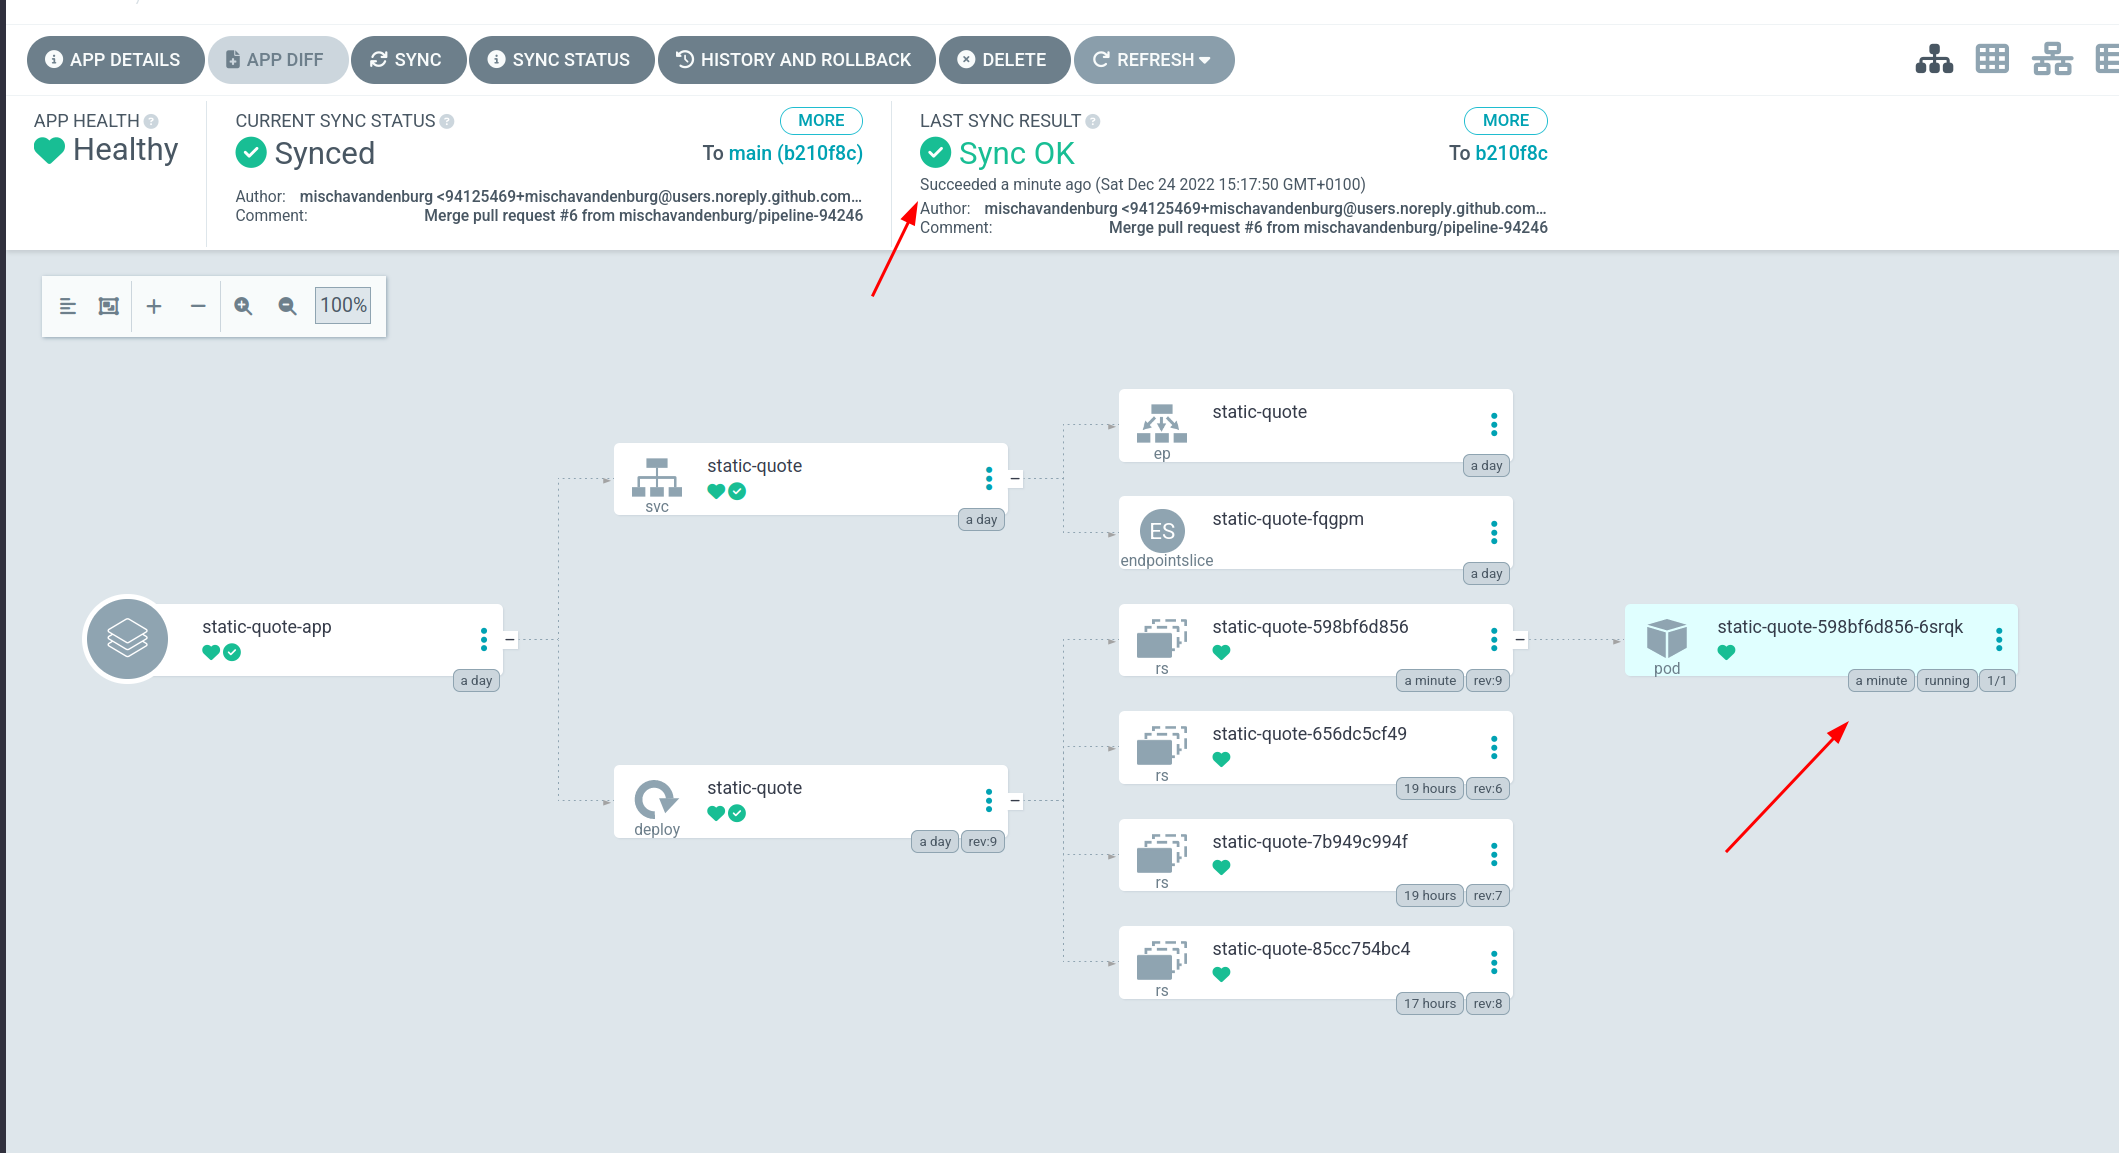 APP DETAILS APP DIFF SYNC SYNC STATUS HISTORY AND ROLLBACK DELETE REFRESH
APP HEALTH ?
Healthy
CURRENT SYNC STATUS ? MORE
Synced To main (b210f8c)
Author: mischavandenburg <94125469+mischavandenburg@users.noreply.github.com...
Comment: Merge pull request #6 from mischavandenburg/pipeline-94246
LAST SYNC RESULT ? MORE
Sync OK To b210f8c
Succeeded a minute ago (Sat Dec 24 2022 15:17:50 GMT+0100)
Author: mischavandenburg <94125469+mischavandenburg@users.noreply.github.com...
Comment: Merge pull request #6 from mischavandenburg/pipeline-94246
100%
static-quote-app
a day
static-quote
svc
a day
static-quote
deploy
a day rev:9
static-quote
ep
a day
ES static-quote-fqgpm
endpointslice
a day
static-quote-598bf6d856
rs
a minute rev:9
static-quote-656dc5cf49
rs
19 hours rev:6
static-quote-7b949c994f
rs
19 hours rev:7
static-quote-85cc754bc4
rs
17 hours rev:8
static-quote-598bf6d856-6srqk
pod
a minute running 1/1